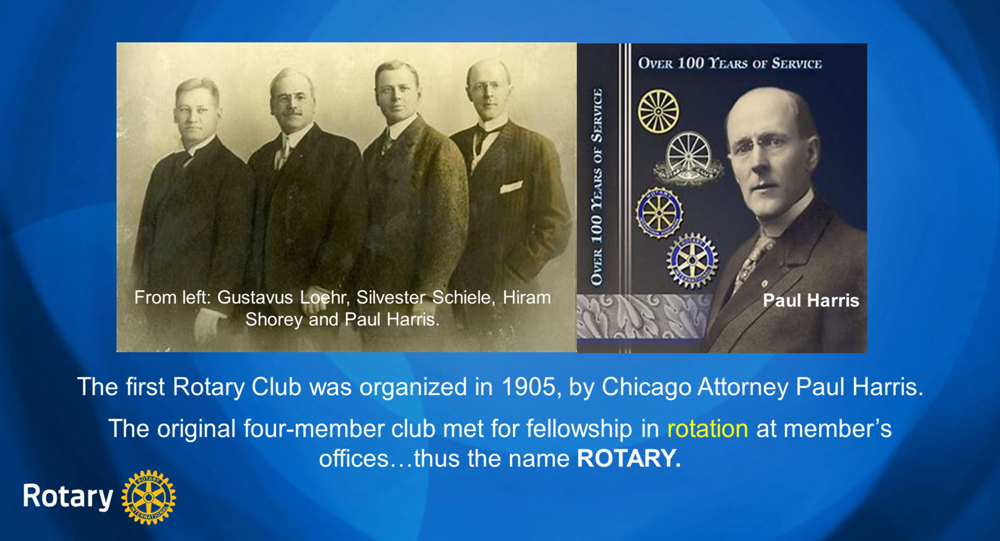 OVER 100 YEARS OF SERVICE
OVER 100 YEARS OF SERVICE
ROTARY CLUB
ROTARY
ROTARY
INTERNATIONAL
From left: Gustavus Loehr, Silvester Schiele, Hiram
Shorey and Paul Harris.
Paul Harris
The first Rotary Club was organized in 1905, by Chicago Attorney Paul Harris.
The original four-member club met for fellowship in rotation at member’s
offices…thus the name ROTARY.
Rotary
ROTARY
INTERNATIONAL